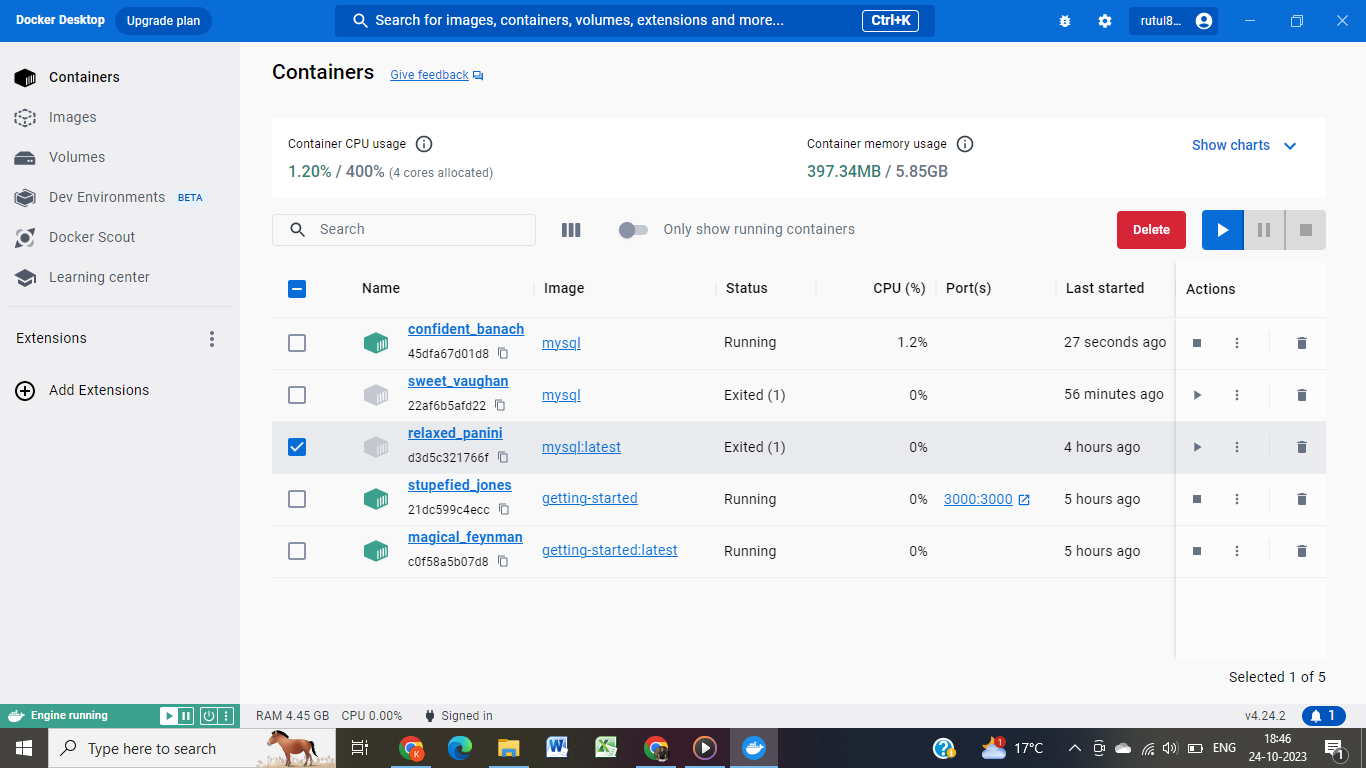 Docker Desktop Upgrade plan Search for images, containers, volumes, extensions and more... Ctrl+K rutul8...
Containers
Images
Volumes
Dev Environments BETA
Docker Scout
Learning center
Extensions
Add Extensions
Containers Give feedback
Container CPU usage
1.20% / 400% (4 cores allocated)
Container memory usage
397.34MB / 5.85GB
Show charts
Search Only show running containers Delete
Name Image Status CPU (%) Port(s) Last started Actions
confident_banach
45dfa67d01d8 mysql Running 1.2% 27 seconds ago
sweet_vaughan
22af6b5afd22 mysql Exited (1) 0% 56 minutes ago
relaxed_panini
d3d5c321766f mysql:latest Exited (1) 0% 4 hours ago
stupefied_jones
21dc599c4ecc getting-started Running 0% 3000:3000 5 hours ago
magical_feynman
c0f58a5b07d8 getting-started:latest Running 0% 5 hours ago
Selected 1 of 5
Engine running RAM 4.45 GB CPU 0.00% Signed in v4.24.2 1
Type here to search K W 1 17°C ENG 18:46
24-10-2023 1